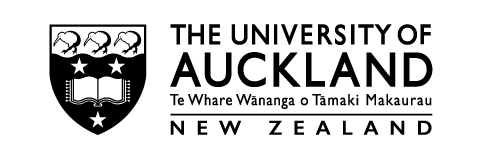 THE UNIVERSITY OF
AUCKLAND
Te Whare Wānanga o Tāmaki Makaurau
NEW ZEALAND